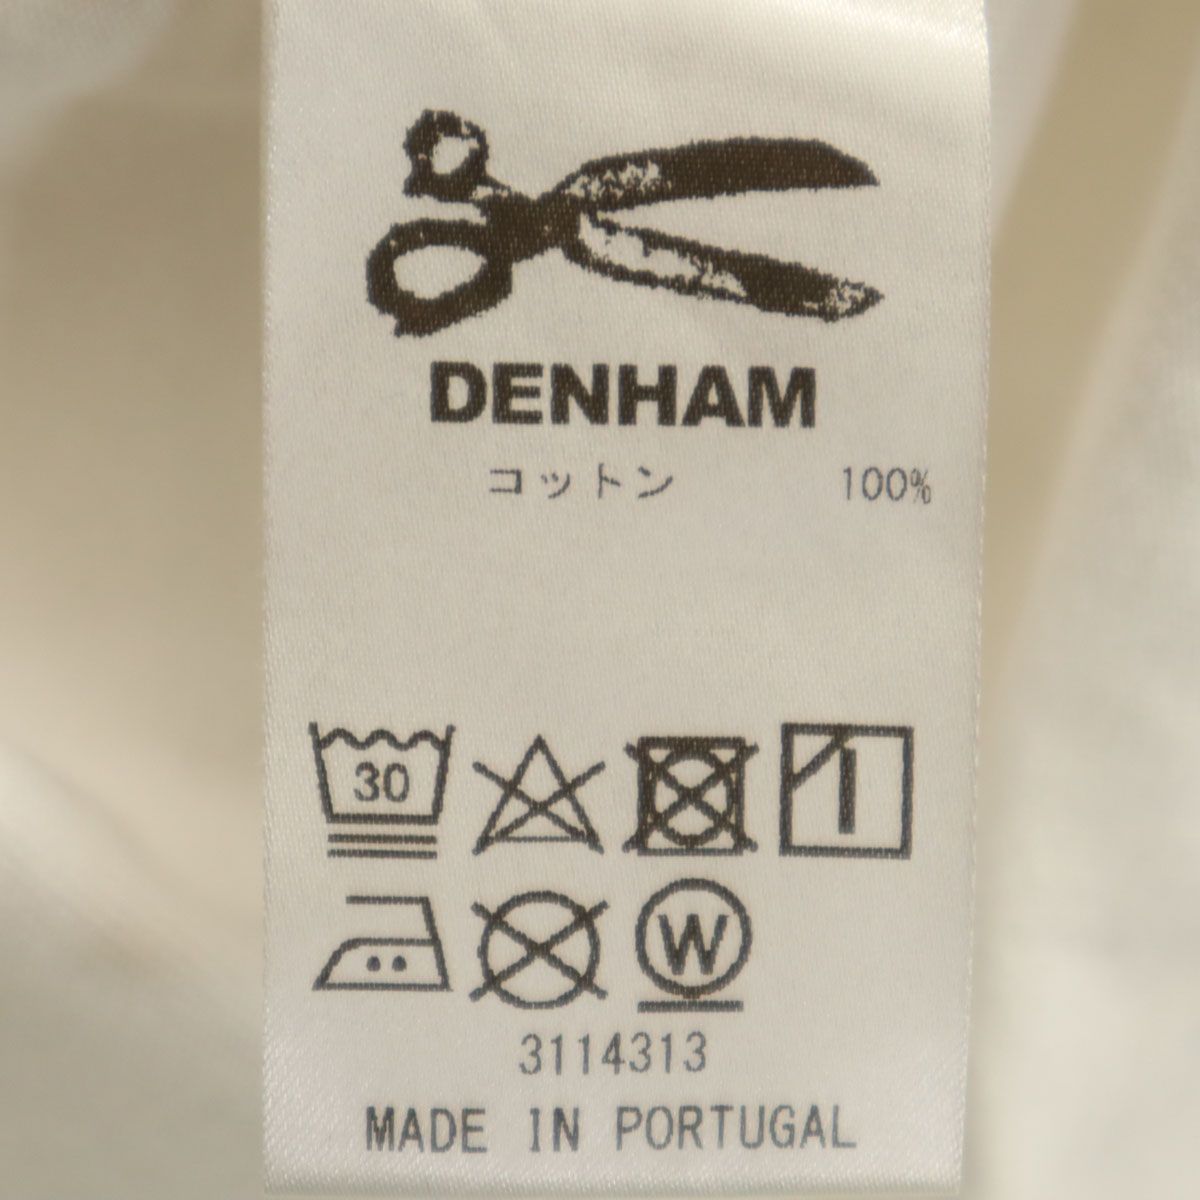 DENHAM
コットン 100%
30
W
3114313
MADE IN PORTUGAL